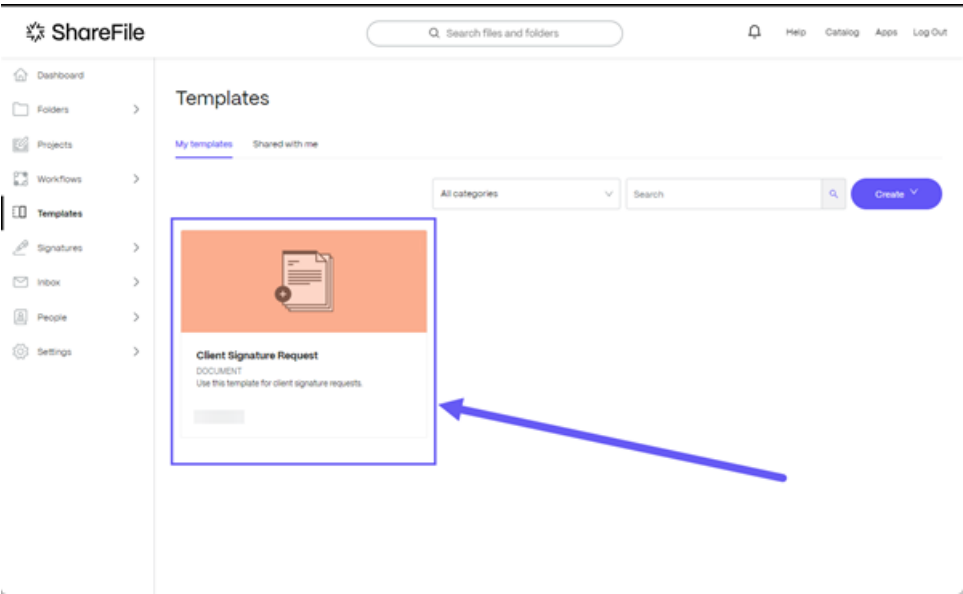 ShareFile
Search files and folders
Help
Catalog
Apps
Log Out
Dashboard
Folders
Projects
Workflows
Templates
Signatures
Inbox
People
Settings
Templates
My templates
Shared with me
All categories
Search
Create
Client Signature Request
DOCUMENT
Use this template for client signature requests.